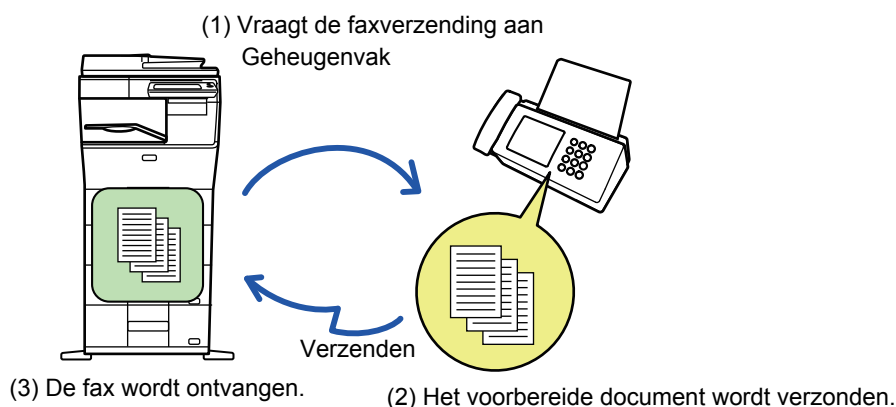 (1) Vraagt de faxverzending aan
Geheugenvak
Verzenden
(3) De fax wordt ontvangen.
(2) Het voorbereide document wordt verzonden.